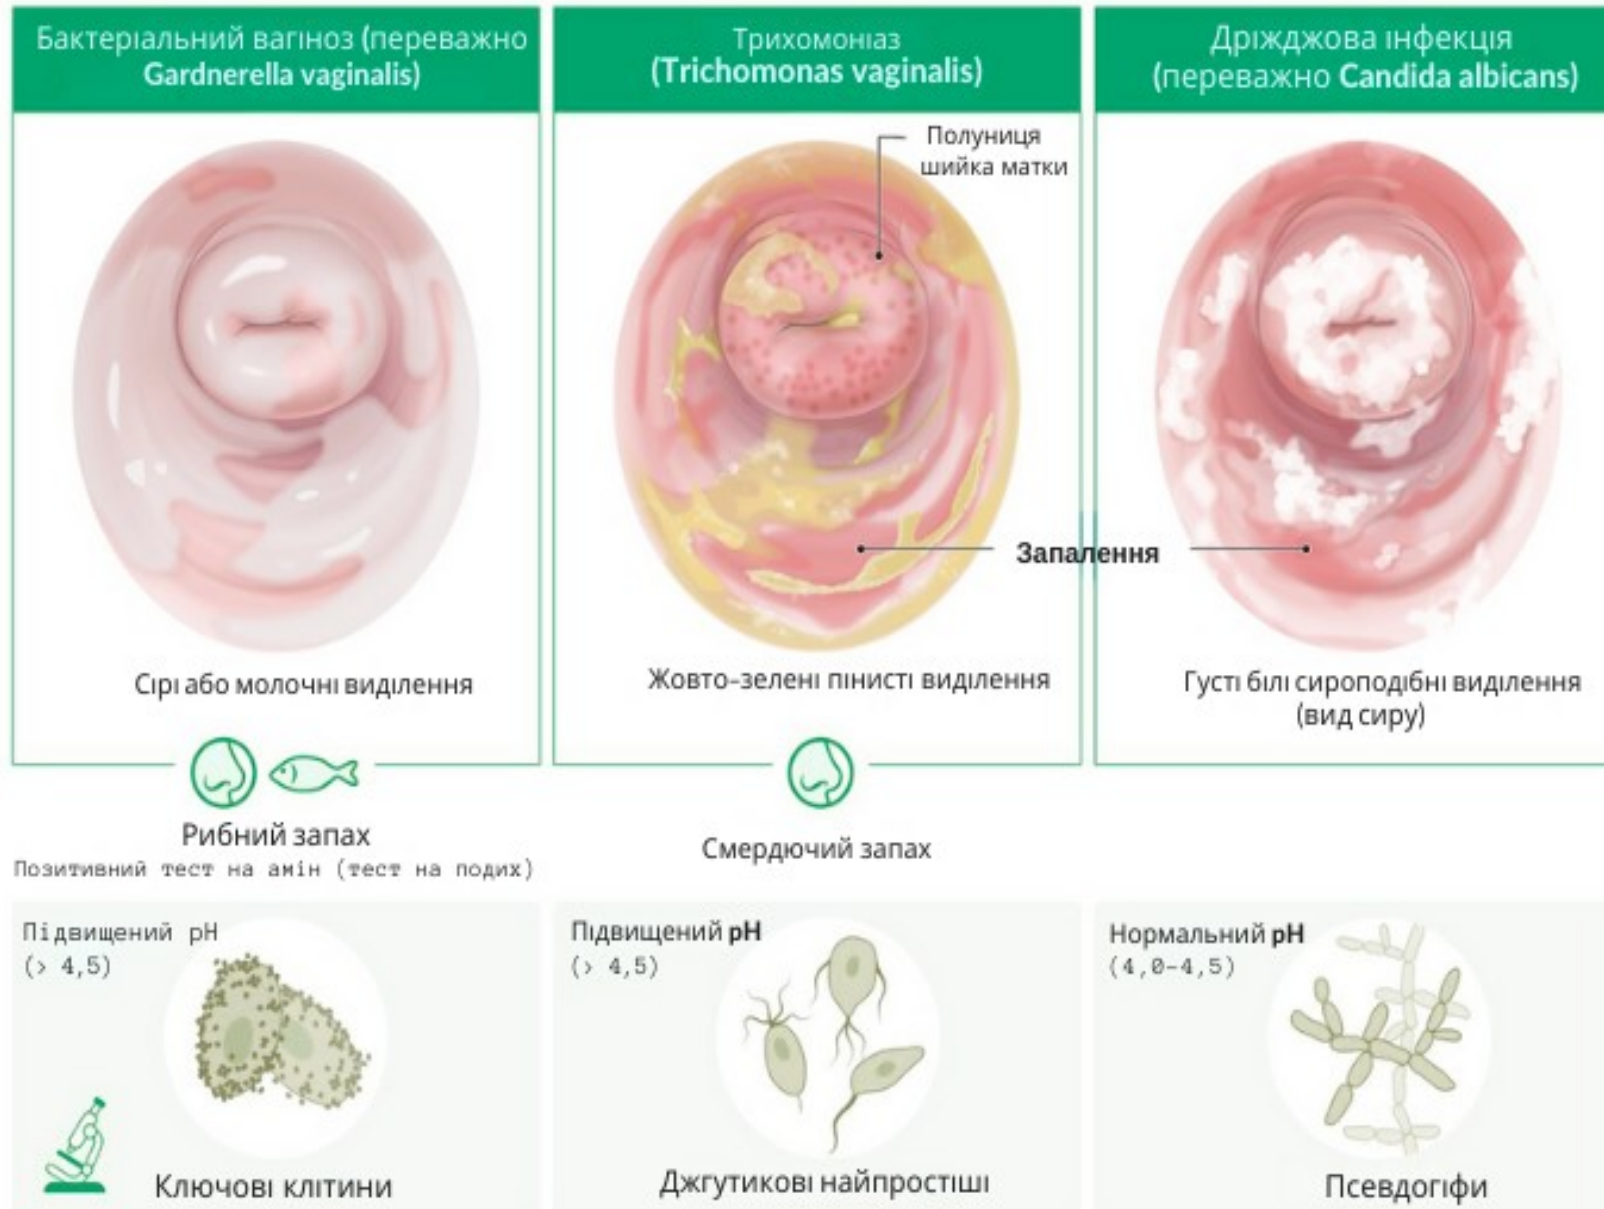 Бактеріальний вагіноз (переважно
Gardnerella vaginalis)
Сірі або молочні виділення
Рибний запах
Позитивний тест на амін (тест на подих)
Підвищений pH
(> 4,5)
Ключові клітини
Трихомоніаз
(Trichomonas vaginalis)
Полуниця
шийка матки
Запалення
Жовто-зелені пінисті виділення
Смердючий запах
Підвищений pH
(> 4,5)
Джгутикові найпростіші
Дріжджова інфекція
(переважно Candida albicans)
Густі білі сироподібні виділення
(вид сиру)
Нормальний pH
(4,0-4,5)
Псевдогіфи